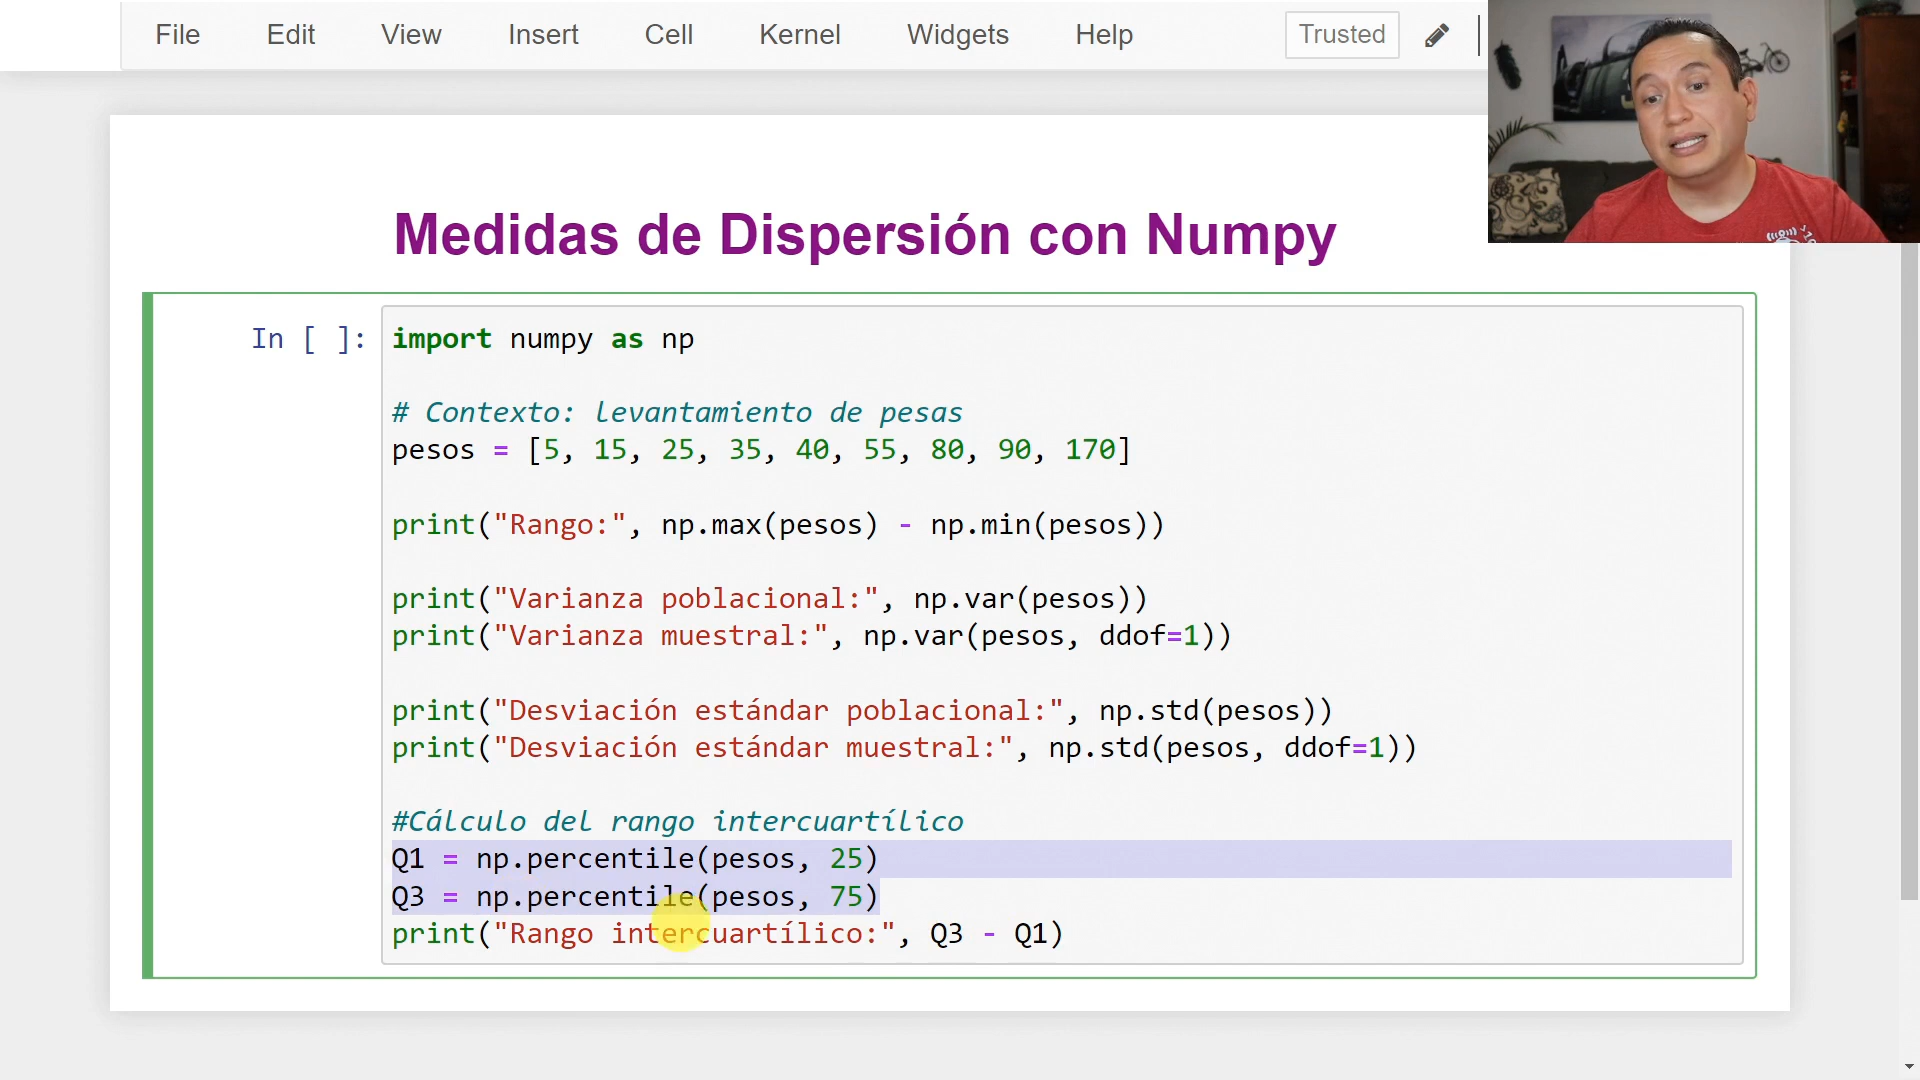 File Edit View Insert Cell Kernel Widgets Help Trusted
Medidas de Dispersión con Numpy
In [ ]: import numpy as np
# Contexto: levantamiento de pesas
pesos = [5, 15, 25, 35, 40, 55, 80, 90, 170]
print("Rango:", np.max(pesos) - np.min(pesos))
print("Varianza poblacional:", np.var(pesos))
print("Varianza muestral:", np.var(pesos, ddof=1))
print("Desviación estándar poblacional:", np.std(pesos))
print("Desviación estándar muestral:", np.std(pesos, ddof=1))
#Cálculo del rango intercuartílico
Q1 = np.percentile(pesos, 25)
Q3 = np.percentile(pesos, 75)
print("Rango intercuartílico:", Q3 - Q1)